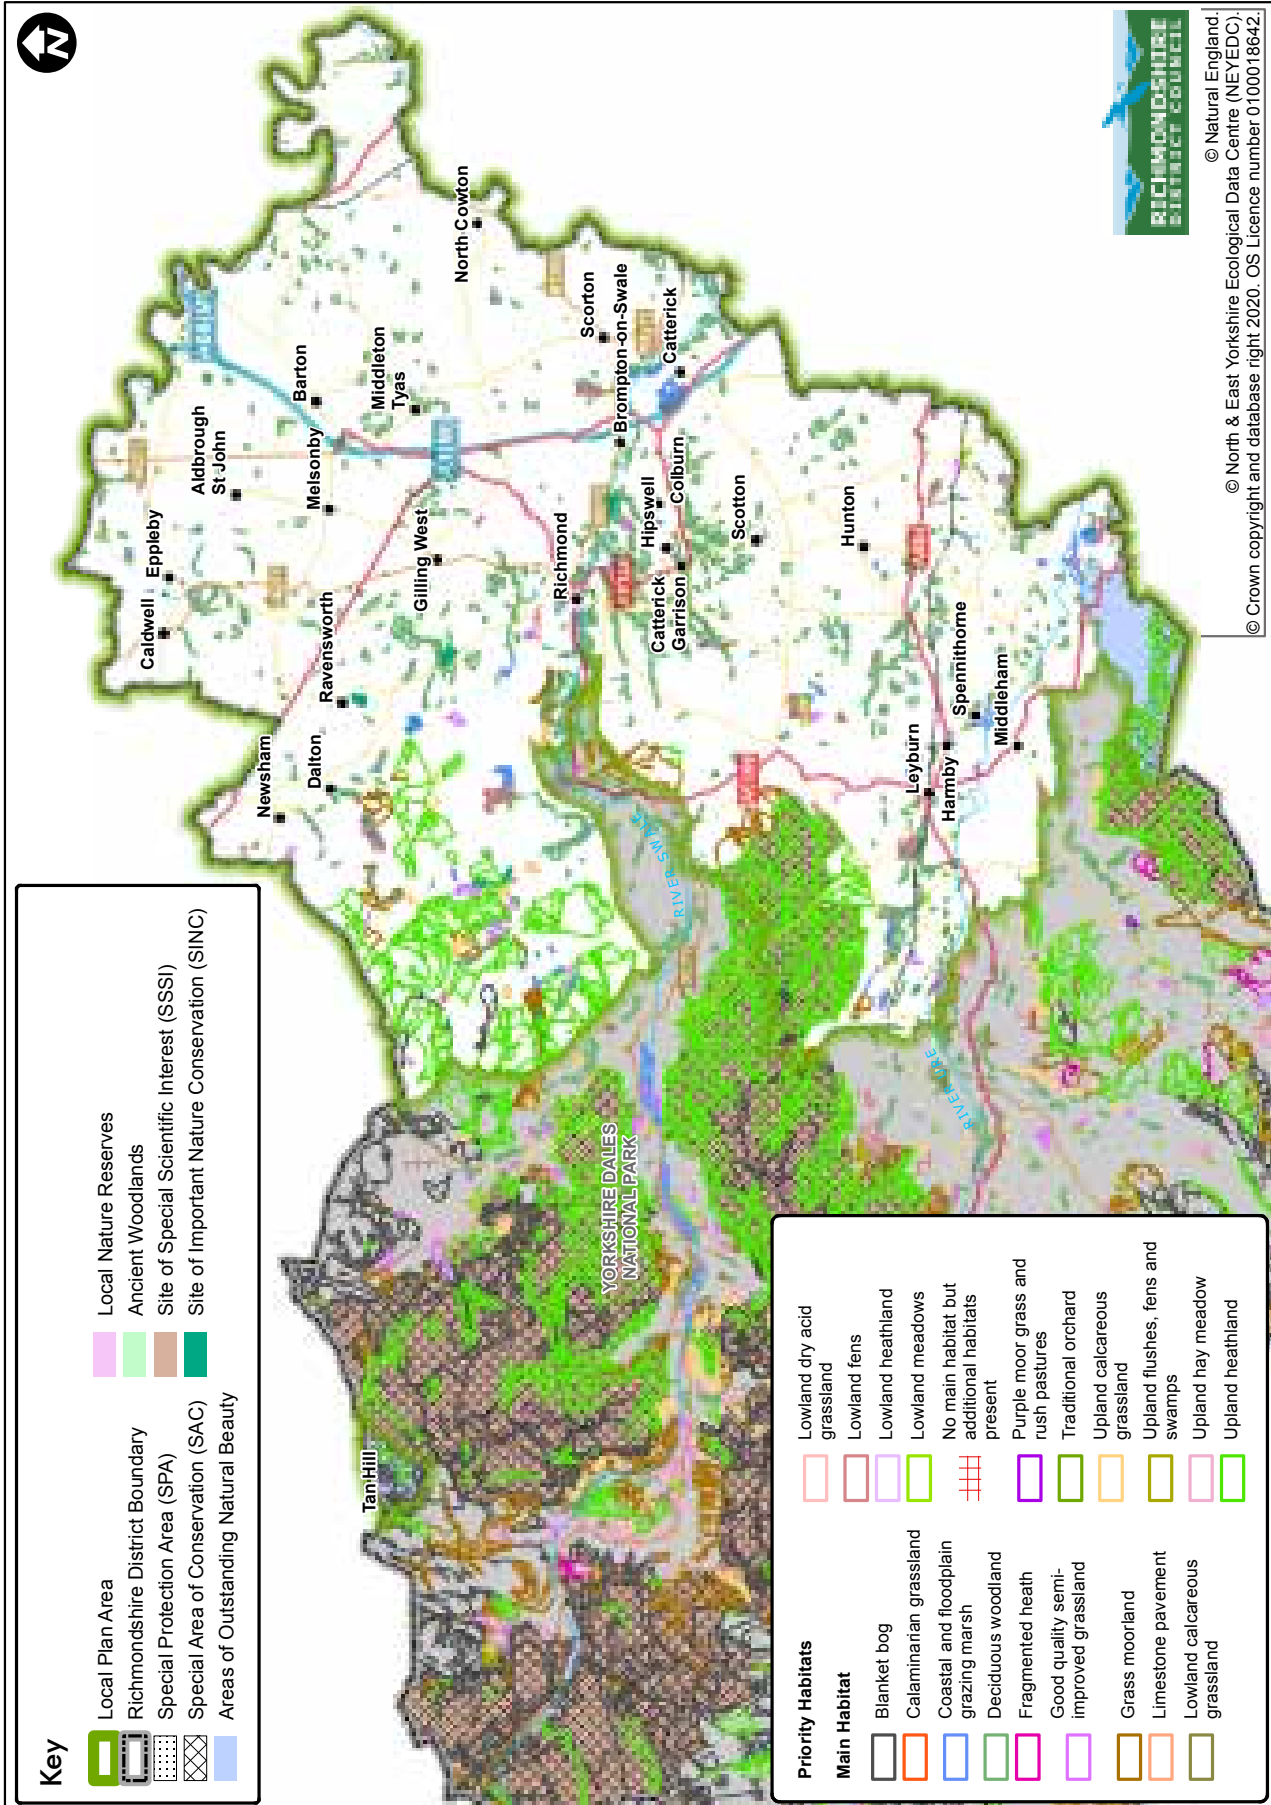 Key
Local Plan Area
Richmondshire District Boundary
Special Protection Area (SPA)
Special Area of Conservation (SAC)
Areas of Outstanding Natural Beauty
Local Nature Reserves
Ancient Woodlands
Site of Special Scientific Interest (SSSI)
Site of Important Nature Conservation (SINC)
N
Caldwell
Eppleby
Aldbrough
St John
Newsham
Dalton
Ravensworth
Melsonby
Barton
Middleton
Tyas
Gilling West
North Cowton
Richmond
Scorton
Brompton-on-Swale
Catterick
Hipswell
Colburn
Catterick
Garrison
Scotton
Hunton
Leyburn
Harmby
Spennithorne
Middleham
Tan Hill
YORKSHIRE DALES
NATIONAL PARK
RIVER SWALE
RIVER URE
Priority Habitats
Main Habitat
Blanket bog
Calaminarian grassland
Coastal and floodplain
grazing marsh
Deciduous woodland
Fragmented heath
Good quality semi-
improved grassland
Grass moorland
Limestone pavement
Lowland calcareous
grassland
Lowland dry acid
grassland
Lowland fens
Lowland heathland
Lowland meadows
No main habitat but
additional habitats
present
Purple moor grass and
rush pastures
Traditional orchard
Upland calcareous
grassland
Upland flushes, fens and
swamps
Upland hay meadow
Upland heathland
RICHMONDSHIRE
DISTRICT COUNCIL
© Natural England.
© North & East Yorkshire Ecological Data Centre (NEYEDC).
© Crown copyright and database right 2020. OS Licence number 0100018642.